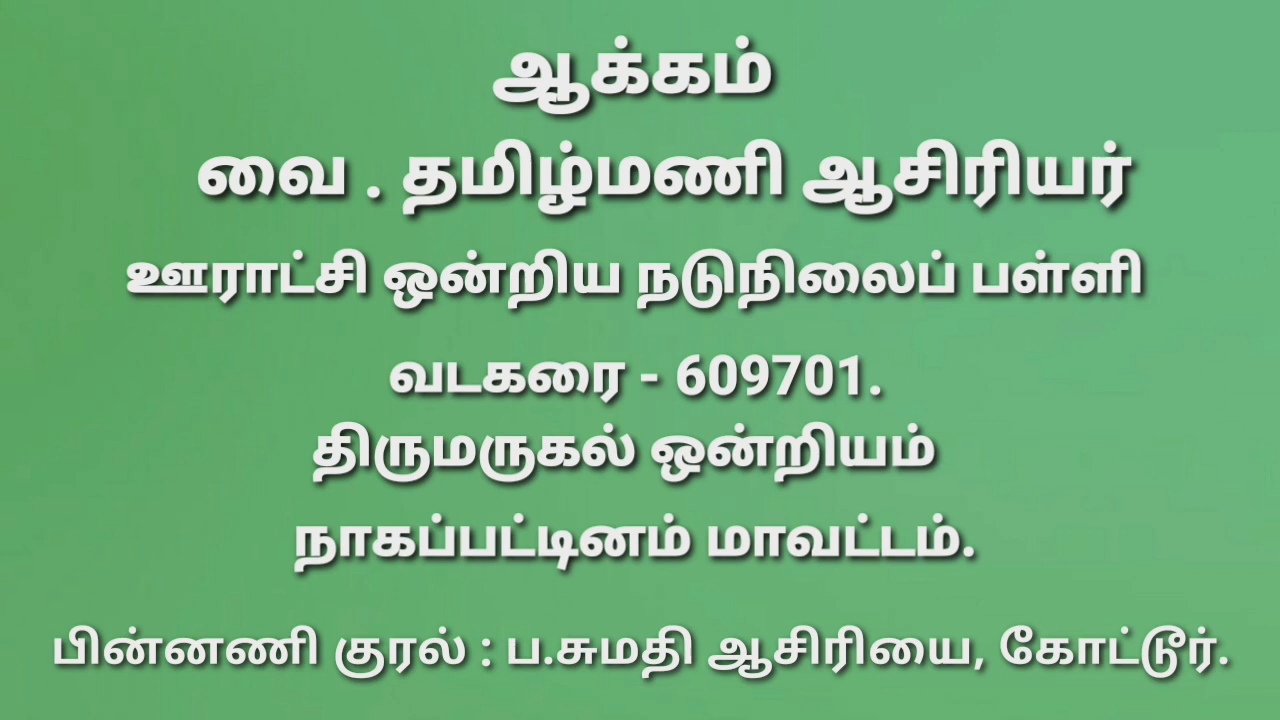 ஆக்கம்
வை . தமிழ்மணி ஆசிரியர்
ஊராட்சி ஒன்றிய நடுநிலைப் பள்ளி
வடகரை - 609701.
திருமருகல் ஒன்றியம்
நாகப்பட்டினம் மாவட்டம்.
பின்னணி குரல் : ப.சுமதி ஆசிரியை, கோட்டூர்.